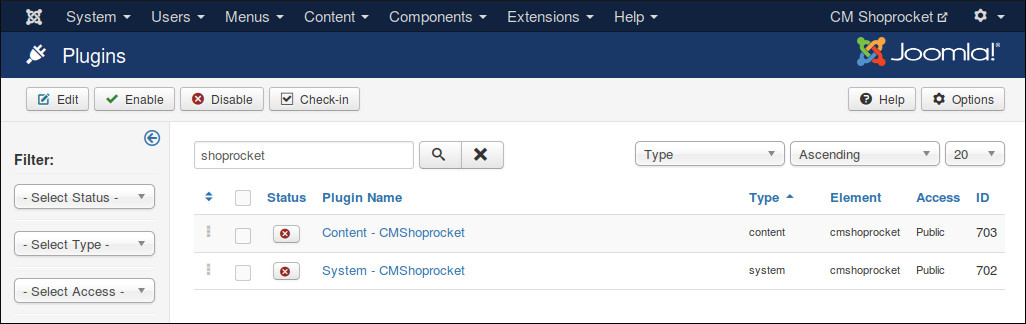 System Users Menus Content Components Extensions Help CM Shoprocket
Plugins Joomla!®
Edit Enable Disable Check-in Help Options
Filter:
- Select Status -
- Select Type -
- Select Access -
shoprocket Type Ascending 20
Status Plugin Name Type Element Access ID
Content - CMShoprocket content cmshoprocket Public 703
System - CMShoprocket system cmshoprocket Public 702